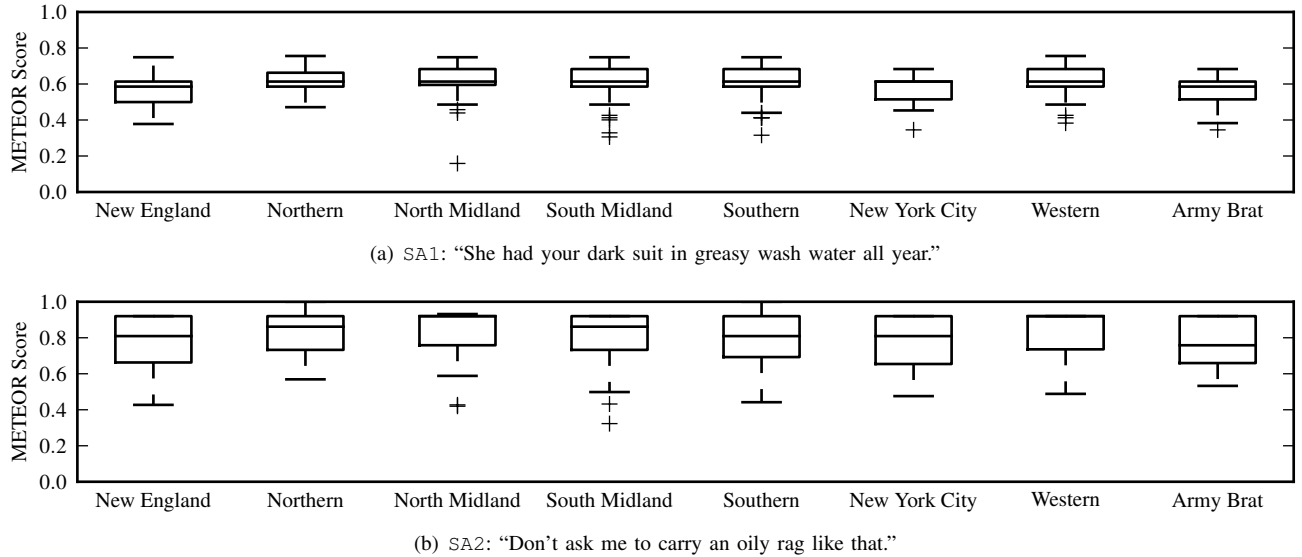 1.0
0.8
0.6
0.4
0.2
0.0
METEOR Score
New England Northern North Midland South Midland Southern New York City Western Army Brat
(a) SA1: “She had your dark suit in greasy wash water all year.”
1.0
0.8
0.6
0.4
0.2
0.0
METEOR Score
New England Northern North Midland South Midland Southern New York City Western Army Brat
(b) SA2: “Don’t ask me to carry an oily rag like that.”